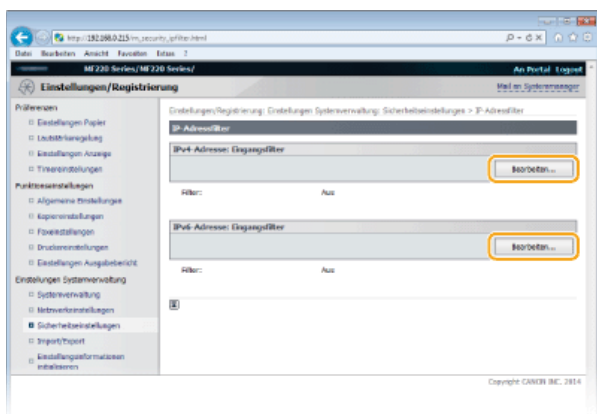 http://192.168.0.215/m_security_ipfilter.html
Datei Bearbeiten Ansicht Favoriten Extras ?
MF220 Series/MF220 Series/
An Portal Logout
Einstellungen/Registrierung
Mail an Systemmanager
Präferenzen
Einstellungen Papier
Lautstärkeregelung
Einstellungen Anzeige
Timereinstellungen
Funktionseinstellungen
Allgemeine Einstellungen
Kopiereinstellungen
Faxeinstellungen
Druckereinstellungen
Einstellungen Ausgabebericht
Einstellungen Systemverwaltung
Systemverwaltung
Netzwerkeinstellungen
Sicherheitseinstellungen
Import/Export
Einstellungsinformationen
initialisieren
Einstellungen/Registrierung: Einstellungen Systemverwaltung: Sicherheitseinstellungen > IP-Adressfilter
IP-Adressfilter
IPv4-Adresse: Eingangsfilter
Bearbeiten...
Filter: Aus
IPv6-Adresse: Eingangsfilter
Bearbeiten...
Filter: Aus
Copyright CANON INC. 2014